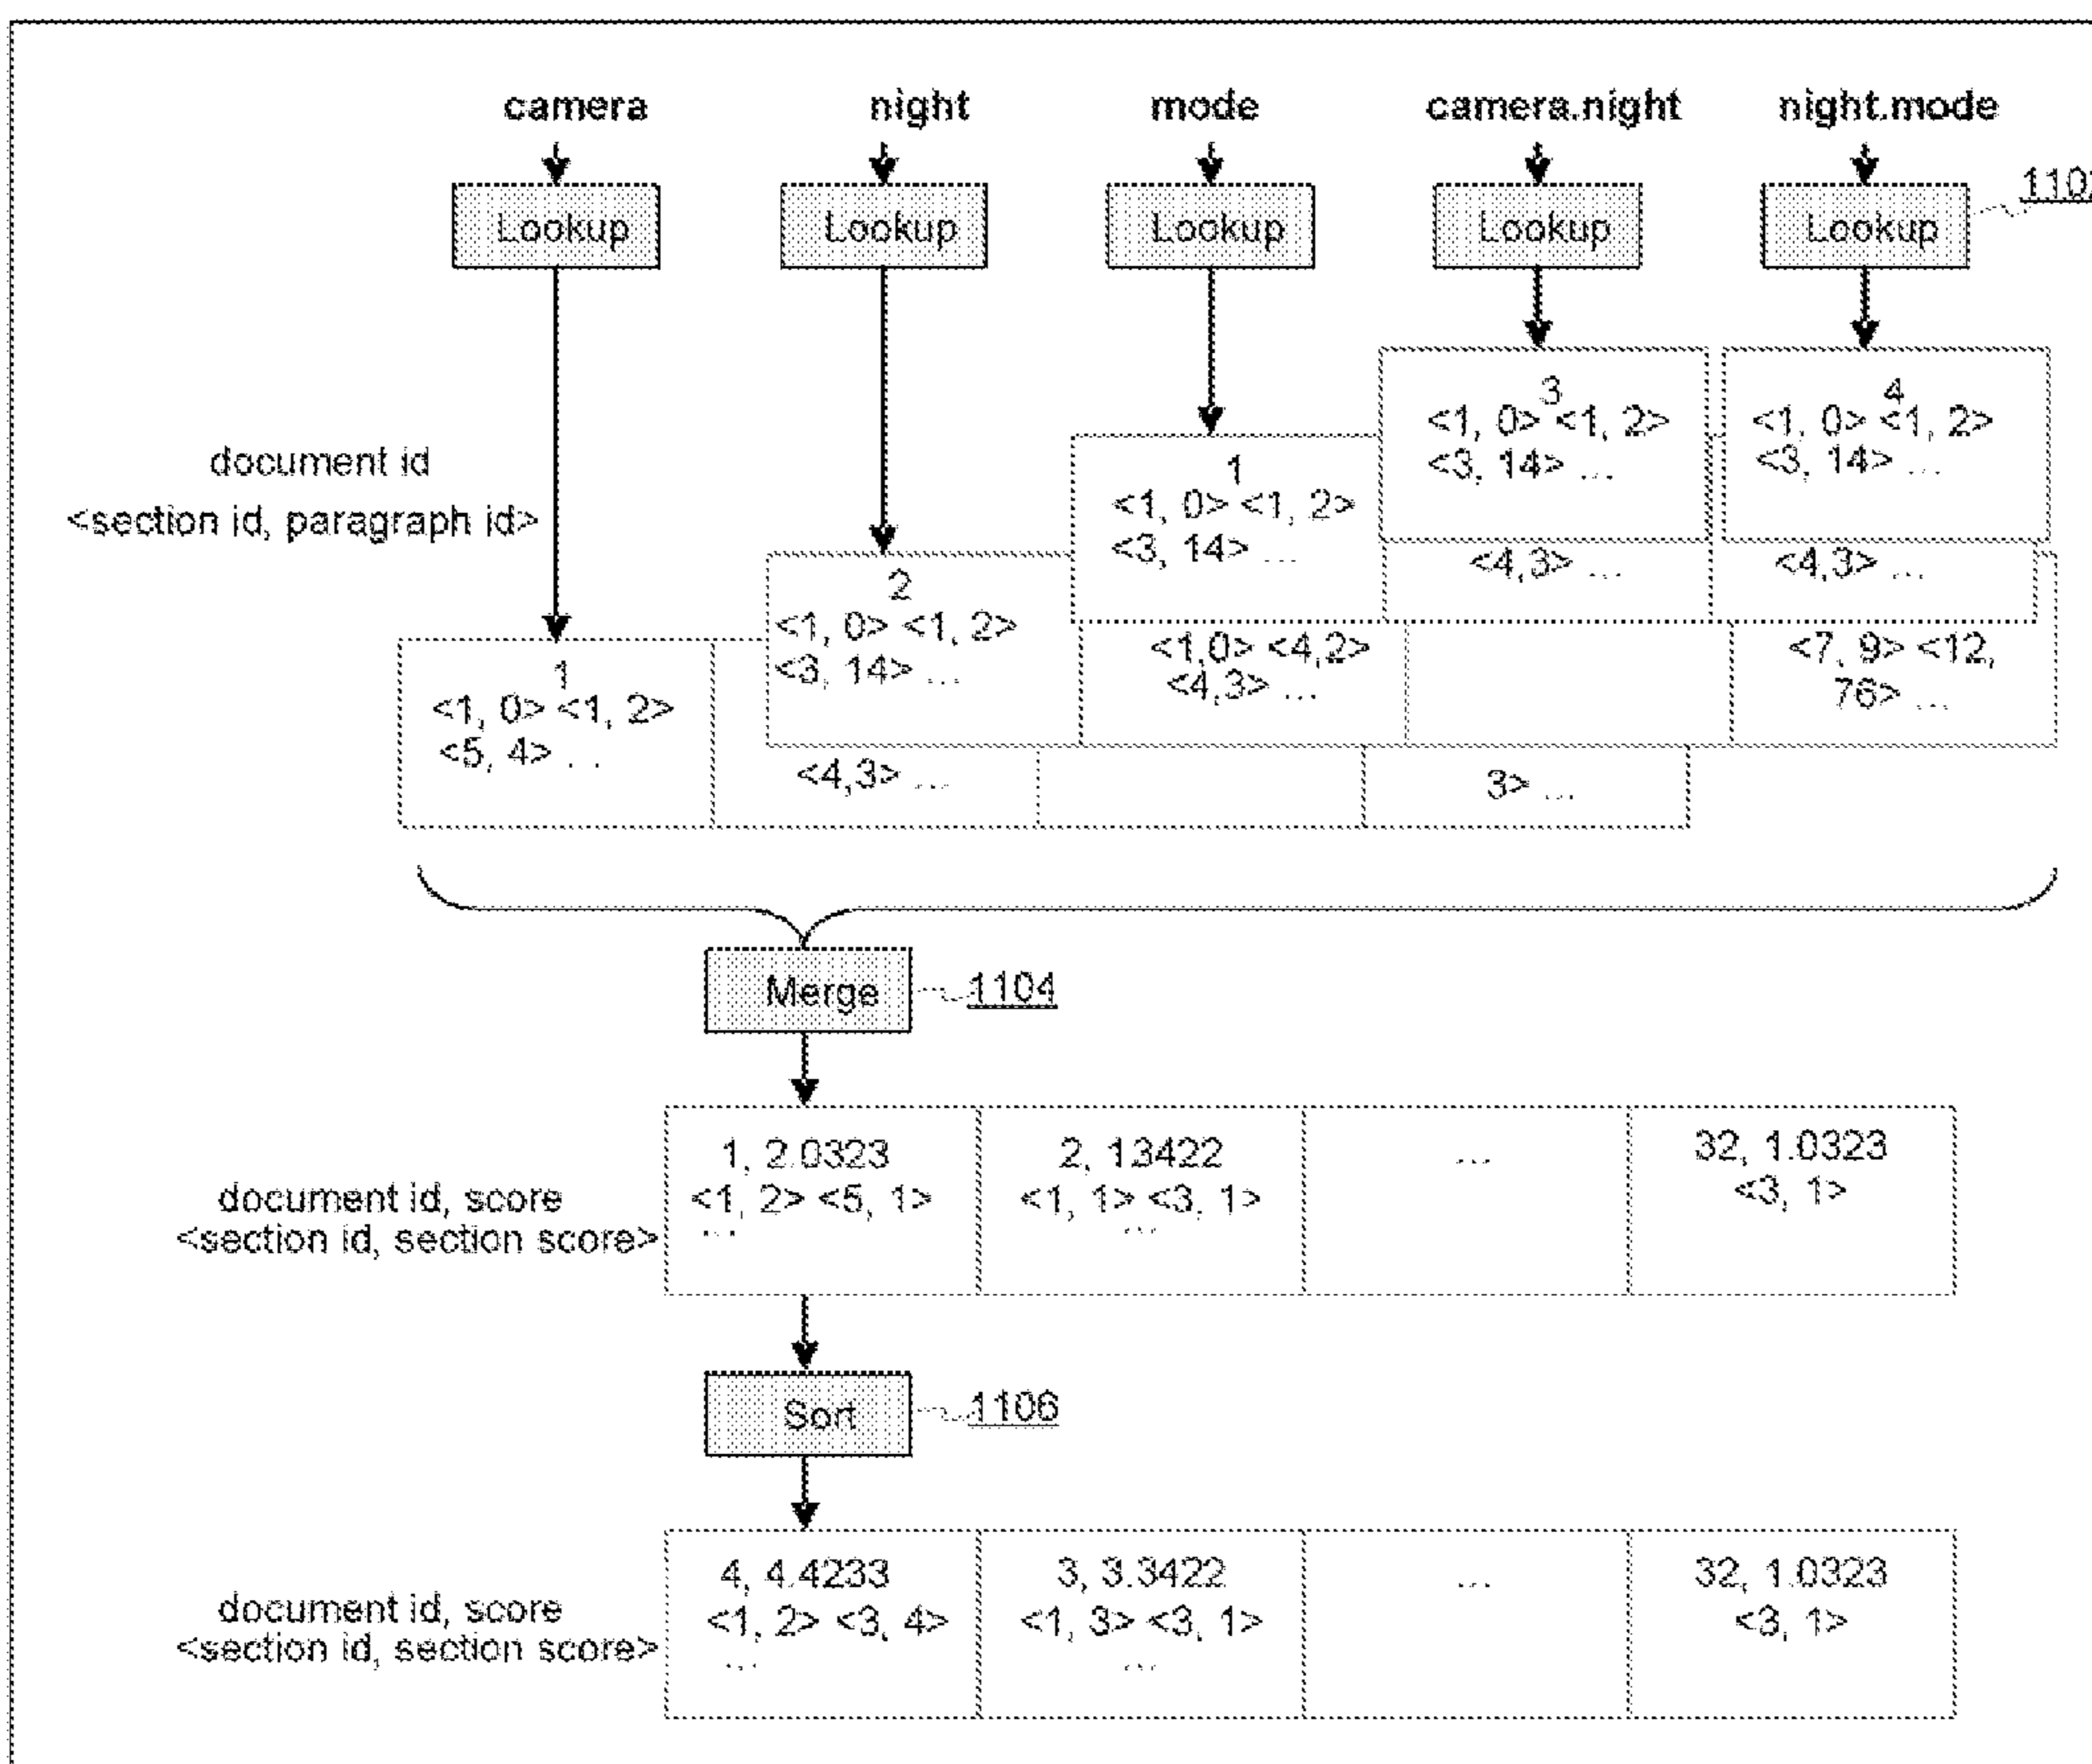 camera night mode camera.night night.mode
Lookup Lookup Lookup Lookup Lookup
document id
<section id, paragraph id>
3
<1, 0> <1, 2>
<3, 14> ...
4
<1, 0> <1, 2>
<3, 14> ...
1
<1, 0> <1, 2>
<3, 14> ...
<4,3> ...
<4,3> ...
2
<1, 0> <1, 2>
<3, 14> ...
<1,0> <4,2>
<4,3> ...
<7, 9> <12,
76> ...
1
<1, 0> <1, 2>
<5, 4> ...
<4,3> ...
3> ...
Merge 1104
document id, score
<section id, section score>
1, 2.0323
<1, 2> <5, 1>
...
2, 13422
<1, 1> <3, 1>
...
...
32, 1.0323
<3, 1>
Sort 1106
document id, score
<section id, section score>
4, 4.4233
<1, 2> <3, 4>
...
3, 3.3422
<1, 3> <3, 1>
...
...
32, 1.0323
<3, 1>